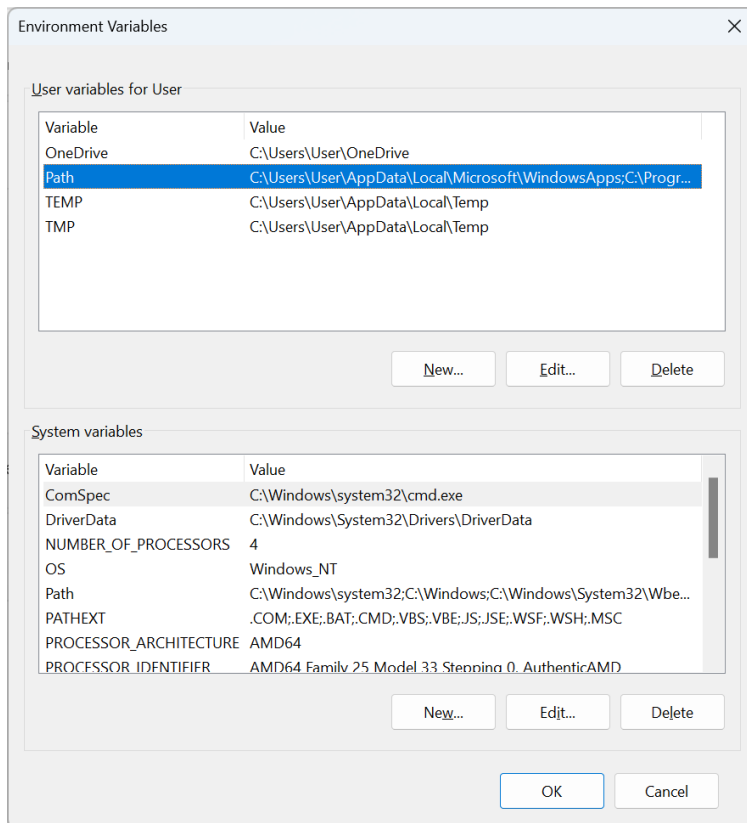 Environment Variables
User variables for User
Variable Value
OneDrive C:\Users\User\OneDrive
Path C:\Users\User\AppData\Local\Microsoft\WindowsApps;C:\Progr...
TEMP C:\Users\User\AppData\Local\Temp
TMP C:\Users\User\AppData\Local\Temp
New... Edit... Delete
System variables
Variable Value
ComSpec C:\Windows\system32\cmd.exe
DriverData C:\Windows\System32\Drivers\DriverData
NUMBER_OF_PROCESSORS 4
OS Windows_NT
Path C:\Windows\system32;C:\Windows;C:\Windows\System32\Wbe...
PATHEXT .COM;.EXE;.BAT;.CMD;.VBS;.VBE;.JS;.JSE;.WSF;.WSH;.MSC
PROCESSOR_ARCHITECTURE AMD64
PROCESSOR_IDENTIFIER AMD64 Family 25 Model 33 Stepping 0, AuthenticAMD
New... Edit... Delete
OK Cancel